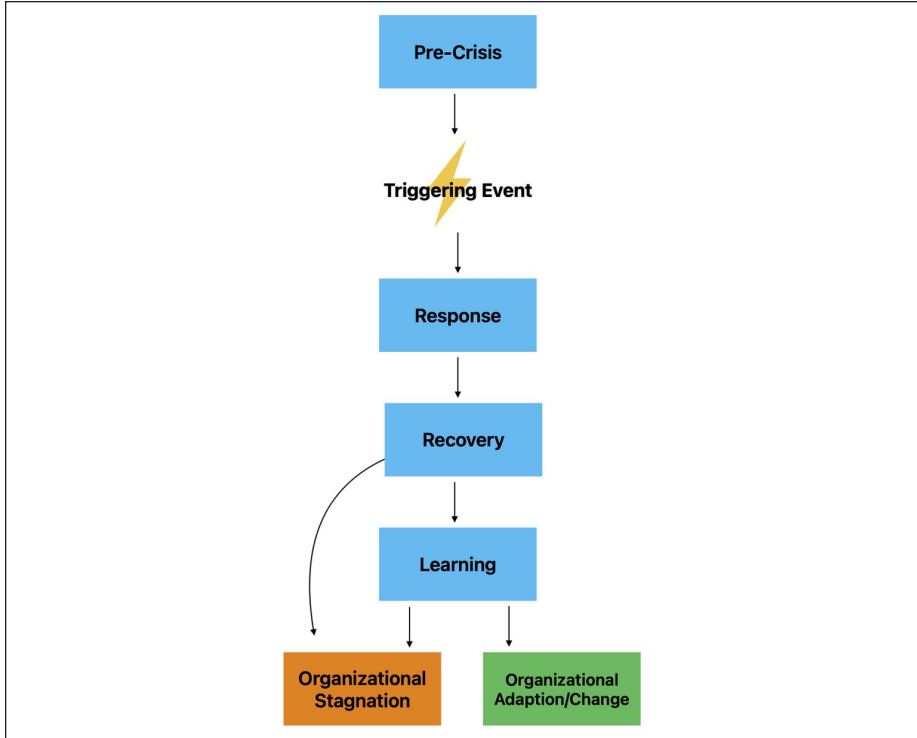 Pre-Crisis
Triggering Event
Response
Recovery
Learning
Organizational
Stagnation
Organizational
Adaption/Change